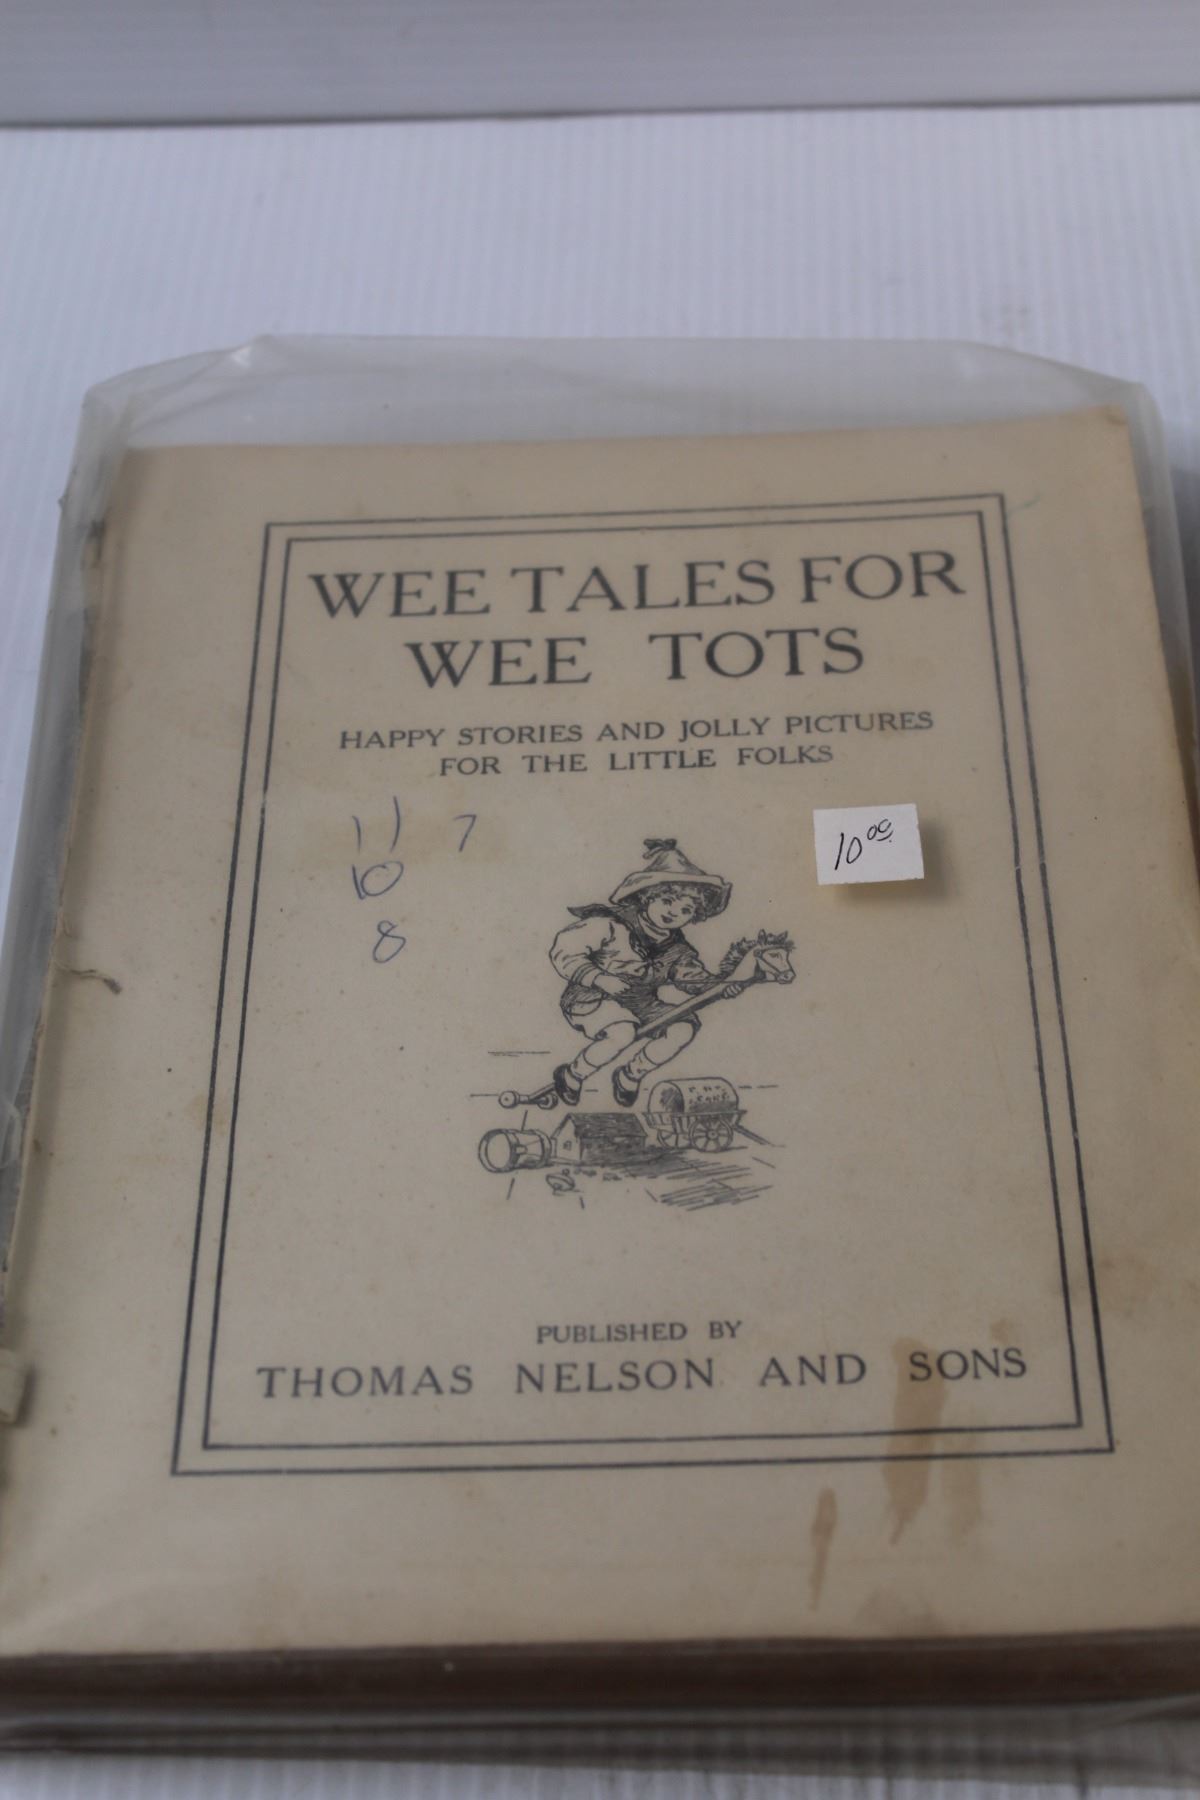 WEE TALES FOR
WEE TOTS
HAPPY STORIES AND JOLLY PICTURES
FOR THE LITTLE FOLKS
11 7
10
8
10 00
PUBLISHED BY
THOMAS NELSON AND SONS